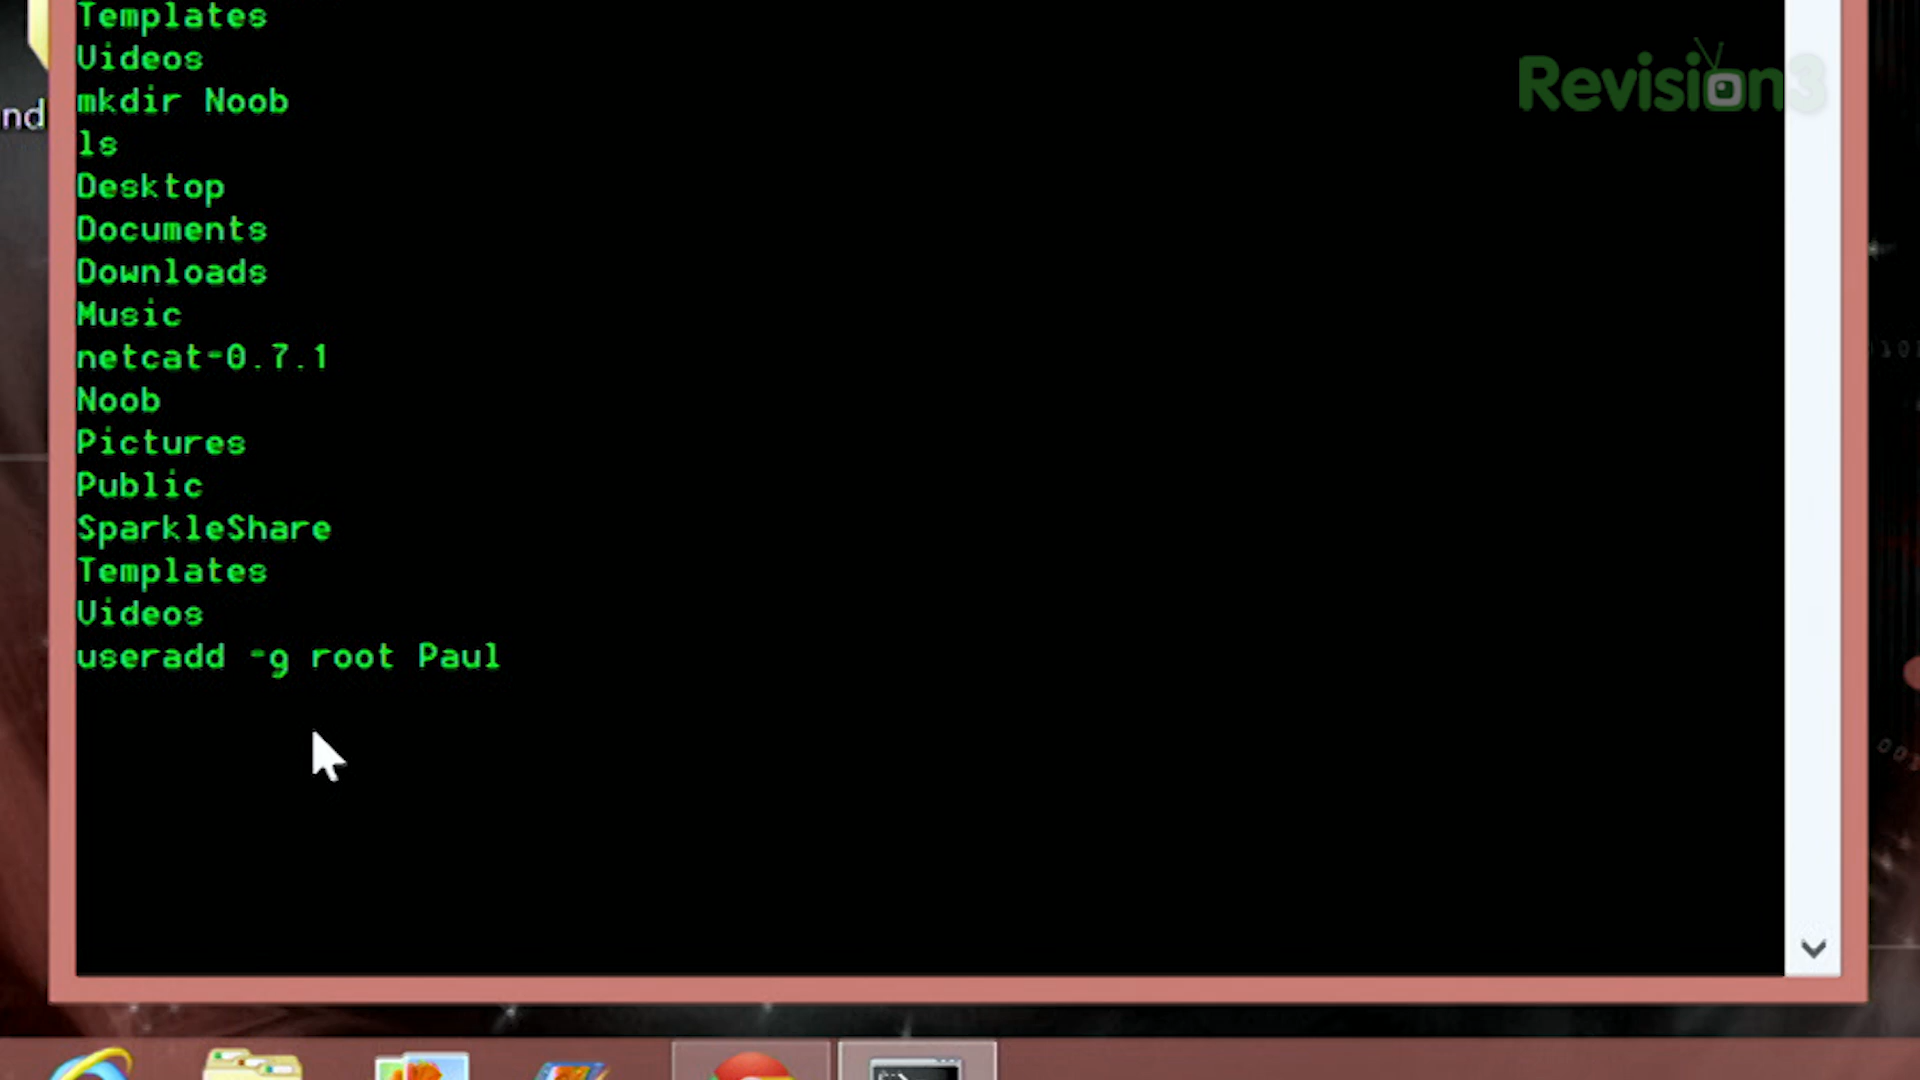 Templates
Videos
mkdir Noob
ls
Desktop
Documents
Downloads
Music
netcat-0.7.1
Noob
Pictures
Public
SparkleShare
Templates
Videos
useradd -g root Paul
Revision3
nd